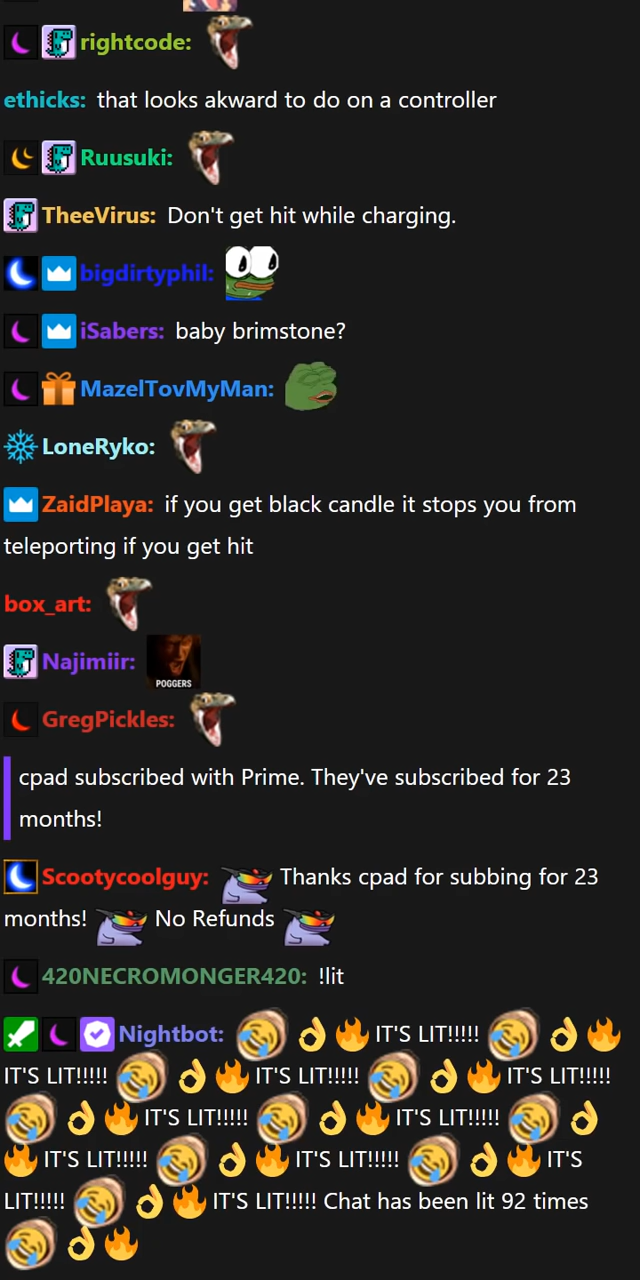 rightcode:
ethicks: that looks akward to do on a controller
Ruusuki:
TheeVirus: Don't get hit while charging.
bigdirtyphil:
iSabers: baby brimstone?
MazelTovMyMan:
LoneRyko:
ZaidPlaya: if you get black candle it stops you from
teleporting if you get hit
box_art:
Najimiir: POGGERS
GregPickles:
cpad subscribed with Prime. They've subscribed for 23
months!
Scootycoolguy: Thanks cpad for subbing for 23
months! No Refunds
420NECROMONGER420: !lit
Nightbot: 👌🔥 IT'S LIT!!!!! 👌🔥
IT'S LIT!!!!! 👌🔥 IT'S LIT!!!!! 👌🔥 IT'S LIT!!!!!
👌🔥 IT'S LIT!!!!! 👌🔥 IT'S LIT!!!!! 👌
🔥 IT'S LIT!!!!! 👌🔥 IT'S LIT!!!!! 👌🔥 IT'S
LIT!!!!! 👌🔥 IT'S LIT!!!!! Chat has been lit 92 times
👌🔥